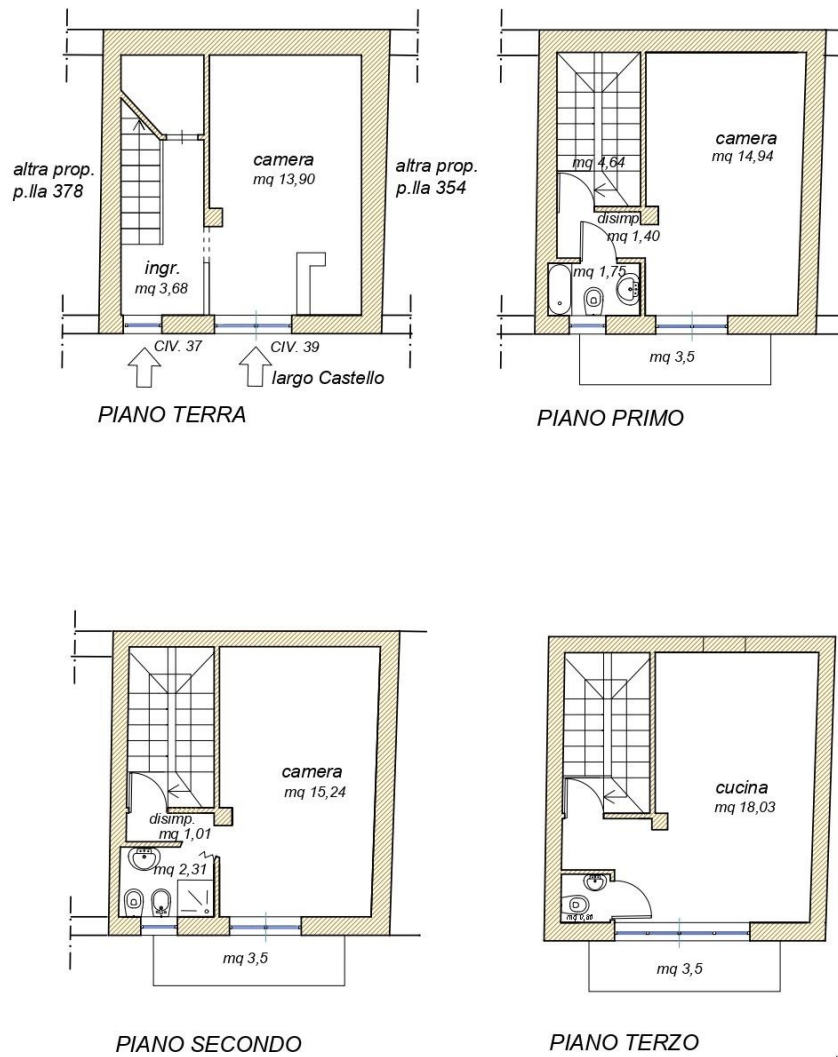 altra prop.
p.lla 378
camera
mq 13,90
ingr.
mq 3,68
altra prop.
p.lla 354
CIV. 37
CIV. 39
largo Castello
PIANO TERRA
mq 4,64
camera
mq 14,94
disimp.
mq 1,40
mq 1,75
mq 3,5
PIANO PRIMO
camera
mq 15,24
disimp.
mq 1,01
mq 2,31
mq 3,5
PIANO SECONDO
cucina
mq 18,03
mq 3,5
PIANO TERZO